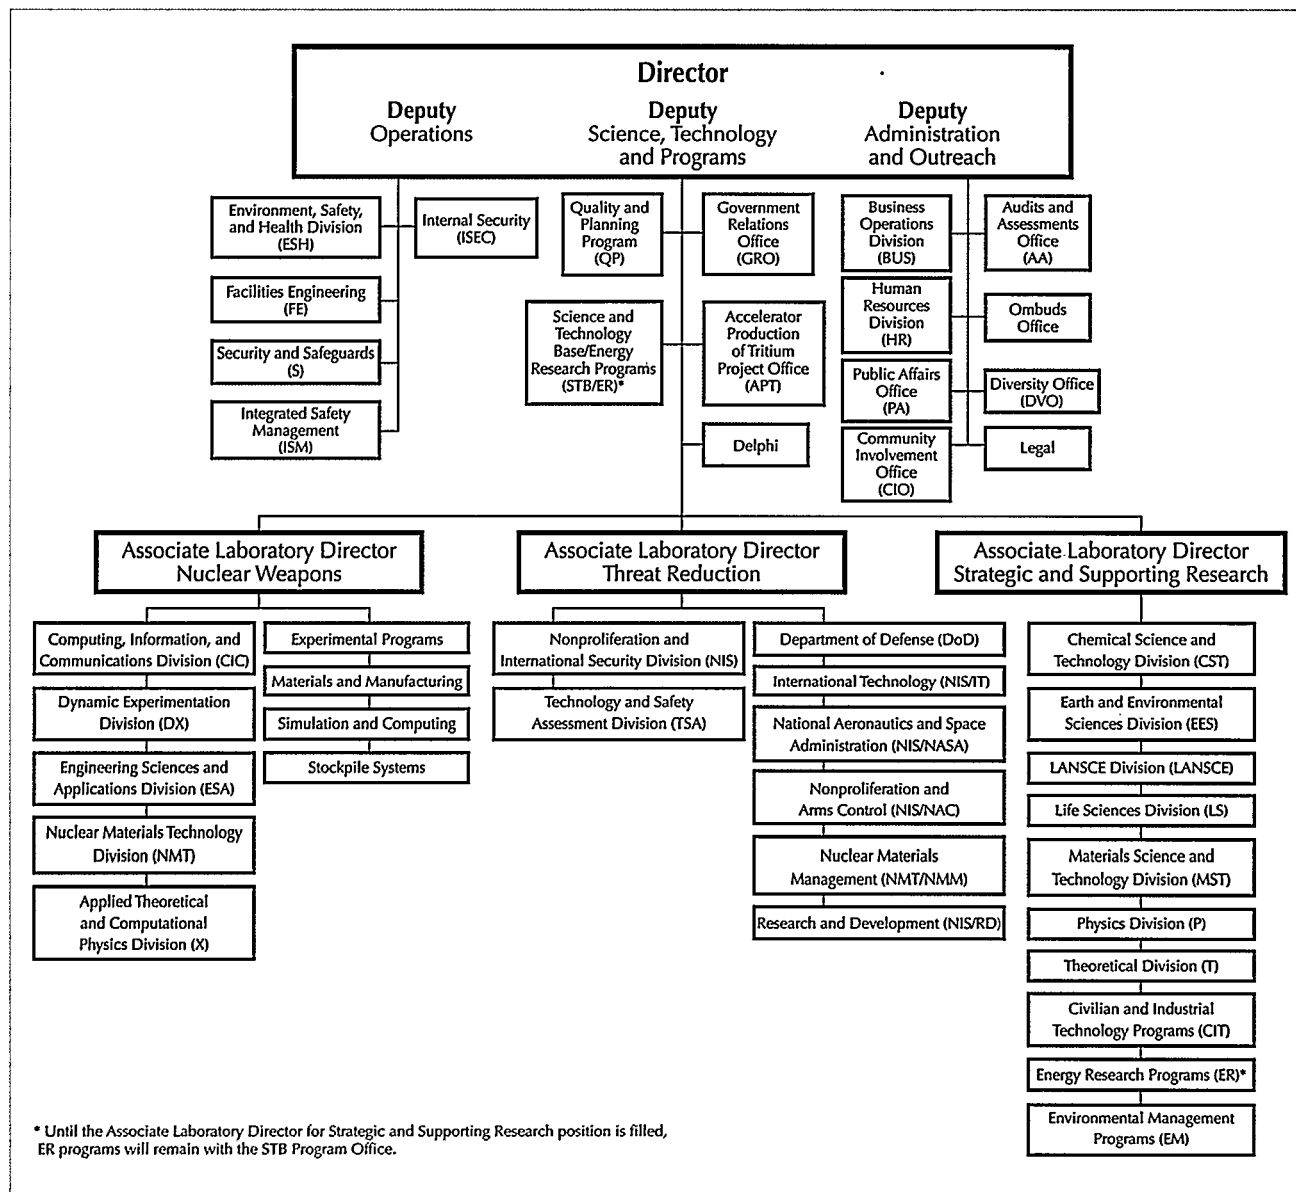 Director
Deputy
Operations
Deputy
Science, Technology
and Programs
Deputy
Administration
and Outreach
Environment, Safety,
and Health Division
(ESH)
Internal Security
(ISEC)
Facilities Engineering
(FE)
Security and Safeguards
(S)
Integrated Safety
Management
(ISM)
Quality and
Planning
Program
(QP)
Government
Relations
Office
(GRO)
Science and
Technology
Base/Energy
Research Programs
(STB/ER)*
Accelerator
Production
of Tritium
Project Office
(APT)
Delphi
Business
Operations
Division
(BUS)
Audits and
Assessments
Office
(AA)
Human
Resources
Division
(HR)
Ombuds
Office
Public Affairs
Office
(PA)
Diversity Office
(DVO)
Community
Involvement
Office
(CIO)
Legal
Associate Laboratory Director
Nuclear Weapons
Computing, Information, and
Communications Division (CIC)
Dynamic Experimentation
Division (DX)
Engineering Sciences and
Applications Division (ESA)
Nuclear Materials Technology
Division (NMT)
Applied Theoretical
and Computational
Physics Division (X)
Experimental Programs
Materials and Manufacturing
Simulation and Computing
Stockpile Systems
Associate Laboratory Director
Threat Reduction
Nonproliferation and
International Security Division (NIS)
Technology and Safety
Assessment Division (TSA)
Department of Defense (DoD)
International Technology (NIS/IT)
National Aeronautics and Space
Administration (NIS/NASA)
Nonproliferation and
Arms Control (NIS/NAC)
Nuclear Materials
Management (NMT/NMM)
Research and Development (NIS/RD)
Associate Laboratory Director
Strategic and Supporting Research
Chemical Science and
Technology Division (CST)
Earth and Environmental
Sciences Division (EES)
LANSCE Division (LANSCE)
Life Sciences Division (LS)
Materials Science and
Technology Division (MST)
Physics Division (P)
Theoretical Division (T)
Civilian and Industrial
Technology Programs (CIT)
Energy Research Programs (ER)*
Environmental Management
Programs (EM)
* Until the Associate Laboratory Director for Strategic and Supporting Research position is filled,
ER programs will remain with the STB Program Office.